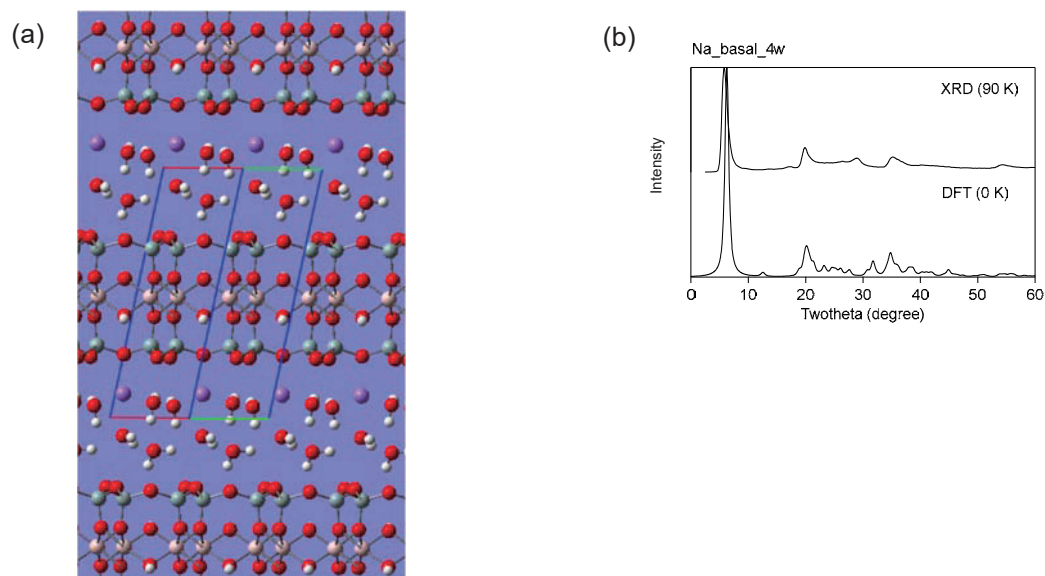 (a)
(b)
Na_basal_4w
XRD (90 K)
DFT (0 K)
Intensity
0 10 20 30 40 50 60
Twotheta (degree)